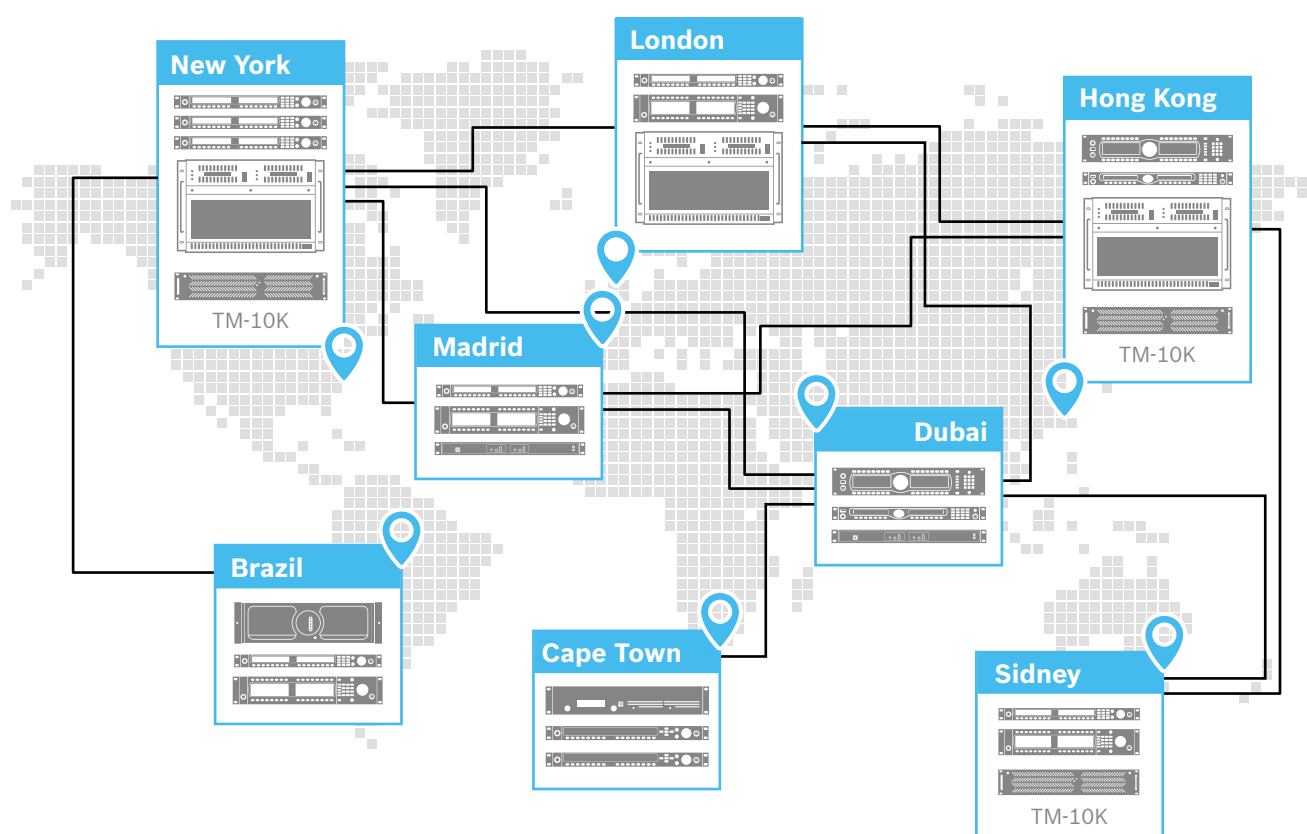 New York
TM-10K
London
Hong Kong
TM-10K
Madrid
Dubai
Brazil
Cape Town
Sidney
TM-10K